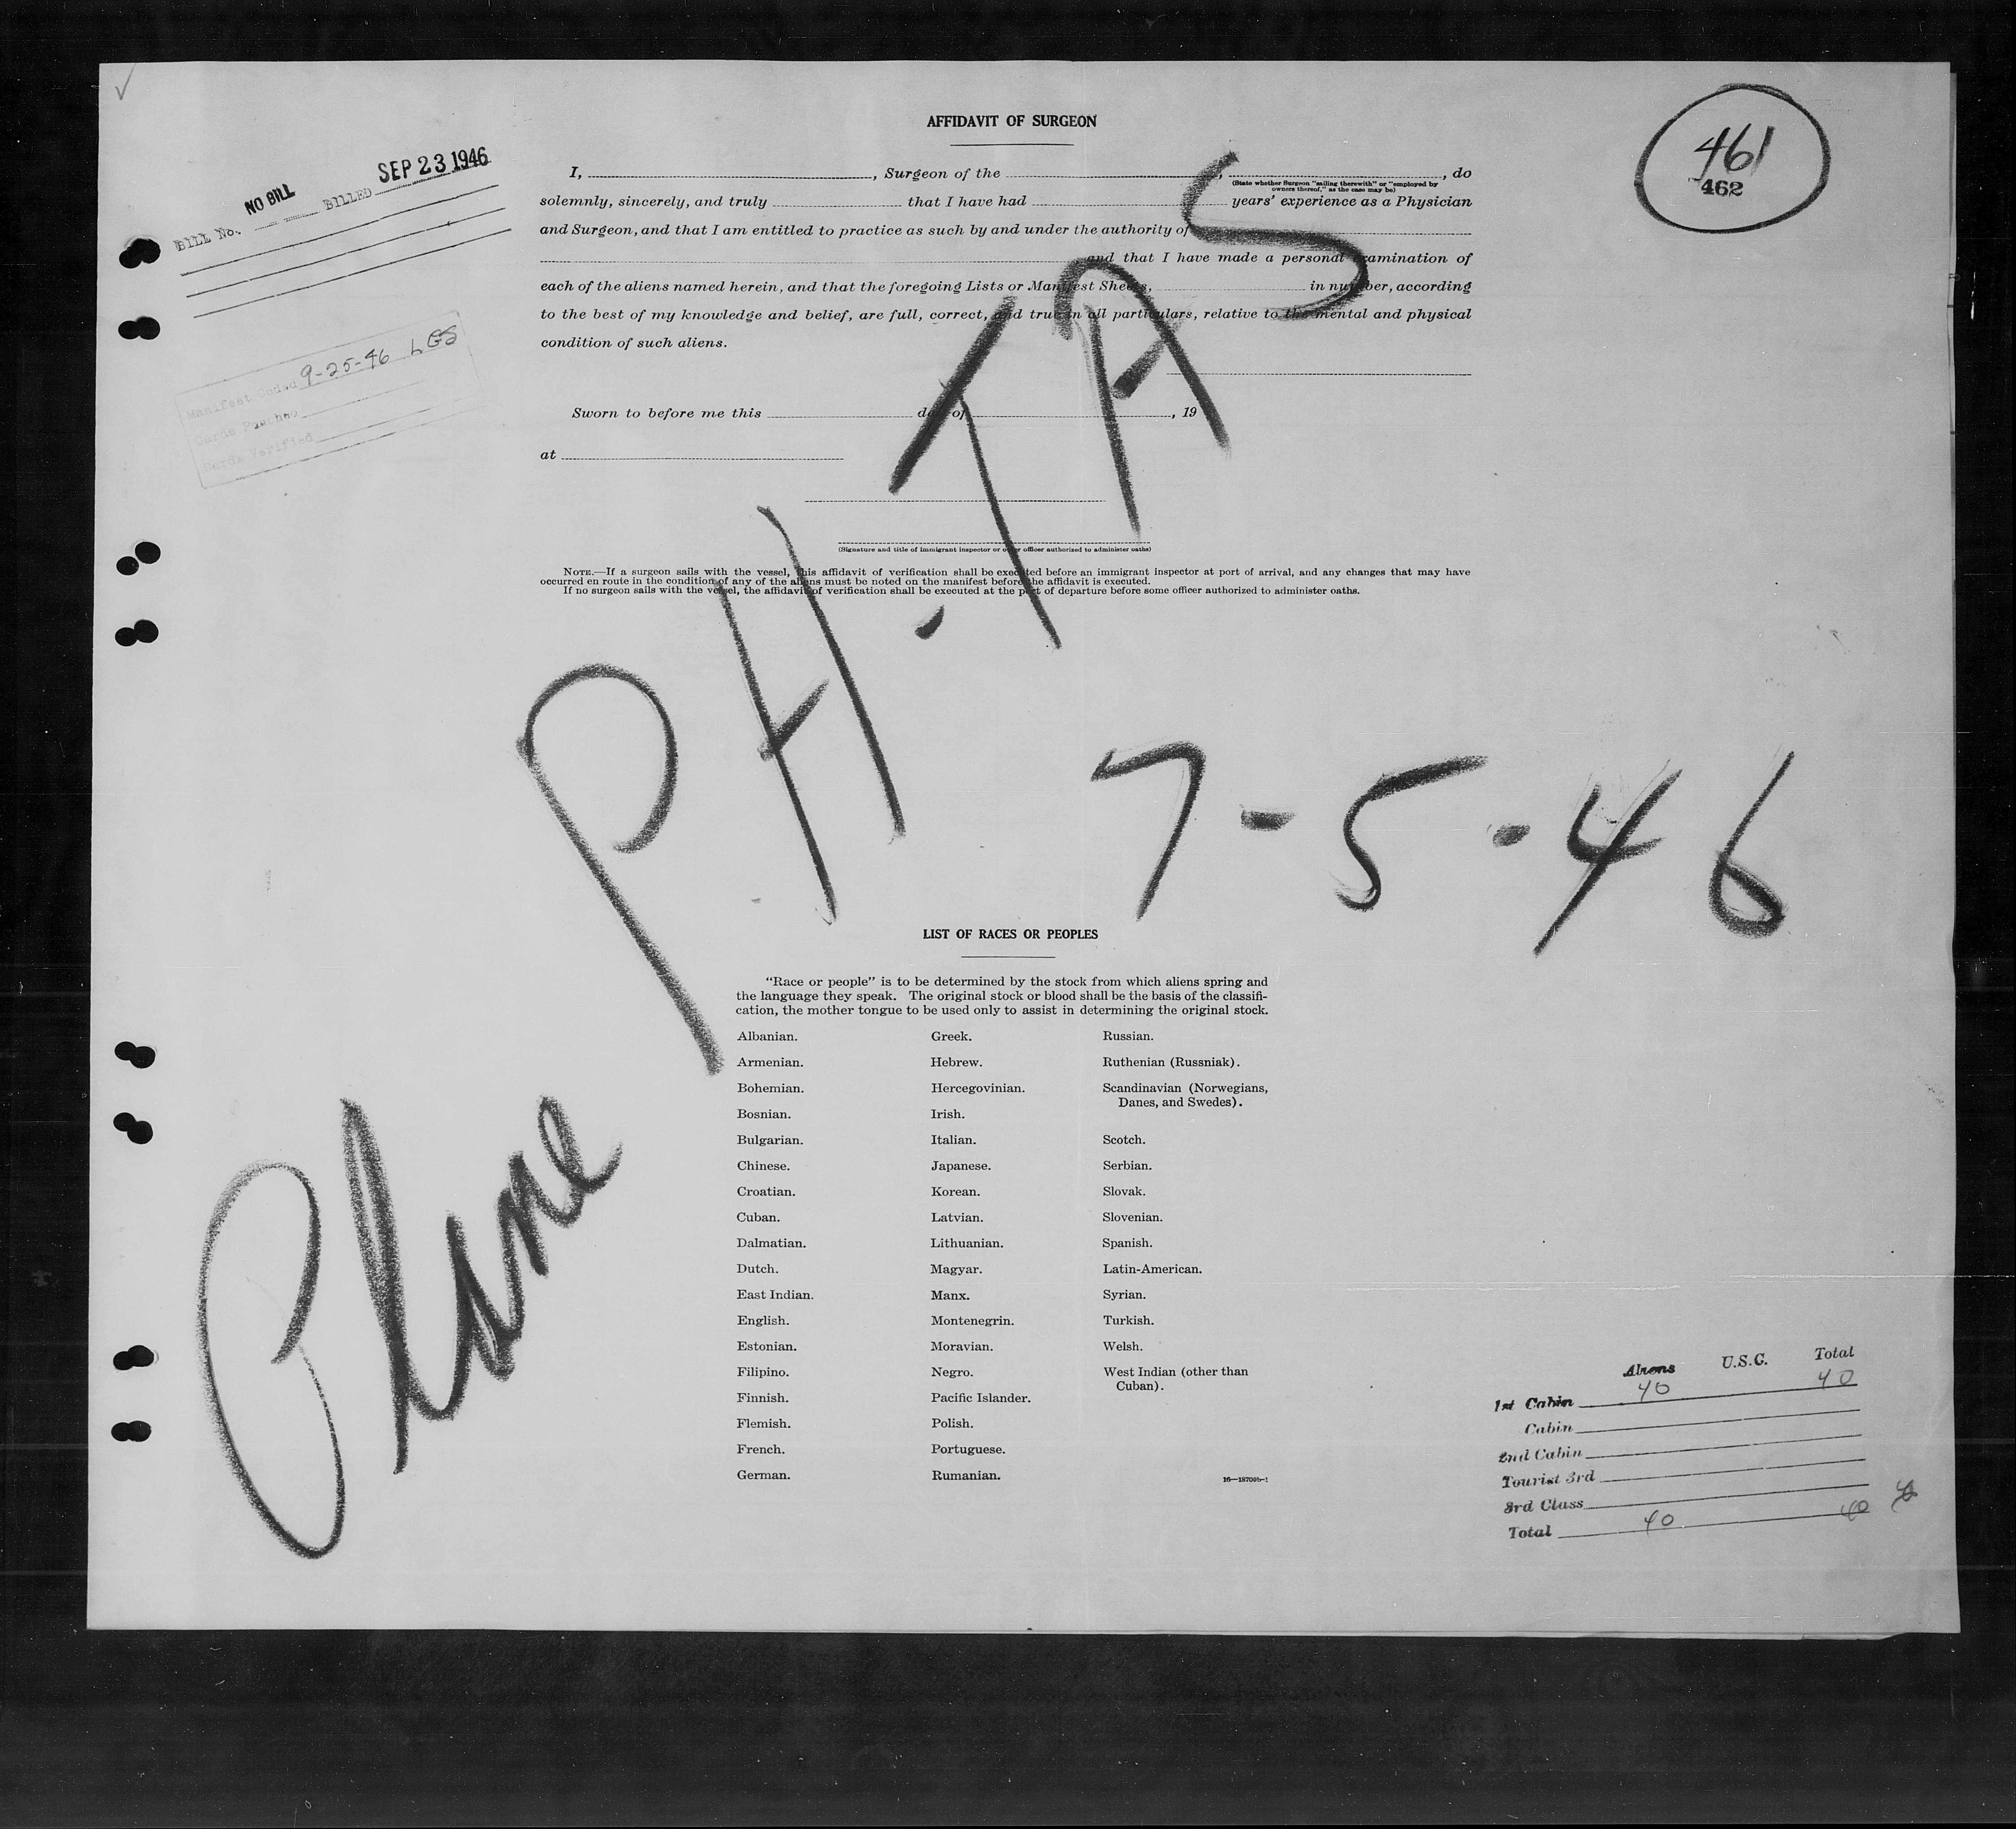 AFFIDAVIT OF SURGEON
461
462
SEP 23 1946
NO BILL
BILL No. BILLED
I, , Surgeon of the , , do
(State whether Surgeon "sailing therewith" or "employed by
owners thereof," as the case may be)
solemnly, sincerely, and truly that I have had years' experience as a Physician
and Surgeon, and that I am entitled to practice as such by and under the authority of
and that I have made a personal examination of
each of the aliens named herein, and that the foregoing Lists or Manifest Sheets, in number, according
to the best of my knowledge and belief, are full, correct, and true in all particulars, relative to the mental and physical
condition of such aliens.
Manifest Coded 9-25-46 LGS
Cards Punched
Cards Verified
Sworn to before me this day of , 19
at
(Signature and title of immigrant inspector or other officer authorized to administer oaths)
NOTE.—If a surgeon sails with the vessel, this affidavit of verification shall be executed before an immigrant inspector at port of arrival, and any changes that may have
occurred en route in the condition of any of the aliens must be noted on the manifest before the affidavit is executed.
If no surgeon sails with the vessel, the affidavit of verification shall be executed at the port of departure before some officer authorized to administer oaths.
Plane PH-TAS
7-5-46
LIST OF RACES OR PEOPLES
"Race or people" is to be determined by the stock from which aliens spring and
the language they speak. The original stock or blood shall be the basis of the classifi-
cation, the mother tongue to be used only to assist in determining the original stock.
Albanian. Greek. Russian.
Armenian. Hebrew. Ruthenian (Russniak).
Bohemian. Hercegovinian. Scandinavian (Norwegians,
Danes, and Swedes).
Bosnian. Irish.
Bulgarian. Italian. Scotch.
Chinese. Japanese. Serbian.
Croatian. Korean. Slovak.
Cuban. Latvian. Slovenian.
Dalmatian. Lithuanian. Spanish.
Dutch. Magyar. Latin-American.
East Indian. Manx. Syrian.
English. Montenegrin. Turkish.
Estonian. Moravian. Welsh.
Filipino. Negro. West Indian (other than
Cuban).
Finnish. Pacific Islander.
Flemish. Polish.
French. Portuguese.
German. Rumanian.
16—18700b-1
Aliens U.S.C. Total
1st Cabin 40 40
Cabin
2nd Cabin
Tourist 3rd
3rd Class
Total 40 40